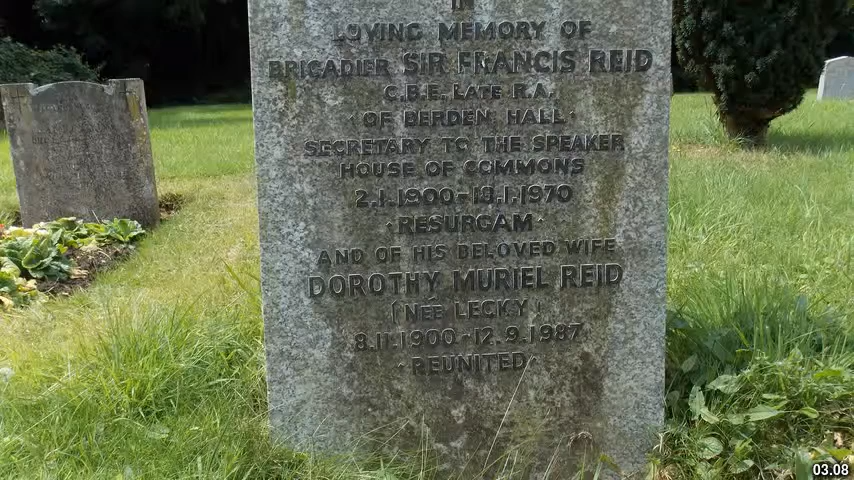 IN
LOVING MEMORY OF
BRIGADIER SIR FRANCIS REID
C.B.E. LATE R.A.
· OF BERDEN HALL ·
SECRETARY TO THE SPEAKER
HOUSE OF COMMONS
2.1.1900-18.1.1970
· RESURGAM ·
AND OF HIS BELOVED WIFE
DOROTHY MURIEL REID
(NÉE LECKY)
8.11.1900-12.9.1987
· REUNITED ·
03.08